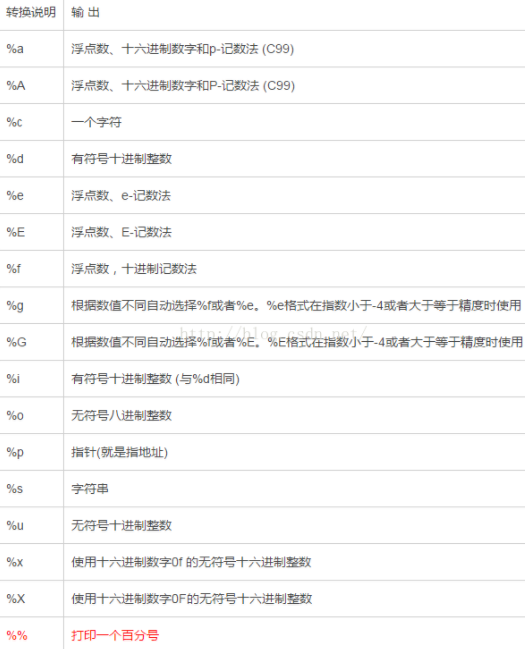 转换说明 输 出
%a 浮点数、十六进制数字和p-记数法 (C99)
%A 浮点数、十六进制数字和P-记数法 (C99)
%c 一个字符
%d 有符号十进制整数
%e 浮点数、e-记数法
%E 浮点数、E-记数法
%f 浮点数，十进制记数法
%g 根据数值不同自动选择%f或者%e。%e格式在指数小于-4或者大于等于精度时使用
http://blog.csdn.net/
%G 根据数值不同自动选择%f或者%E。%E格式在指数小于-4或者大于等于精度时使用
%i 有符号十进制整数 (与%d相同)
%o 无符号八进制整数
%p 指针(就是指地址)
%s 字符串
%u 无符号十进制整数
%x 使用十六进制数字0f 的无符号十六进制整数
%X 使用十六进制数字0F的无符号十六进制整数
%% 打印一个百分号